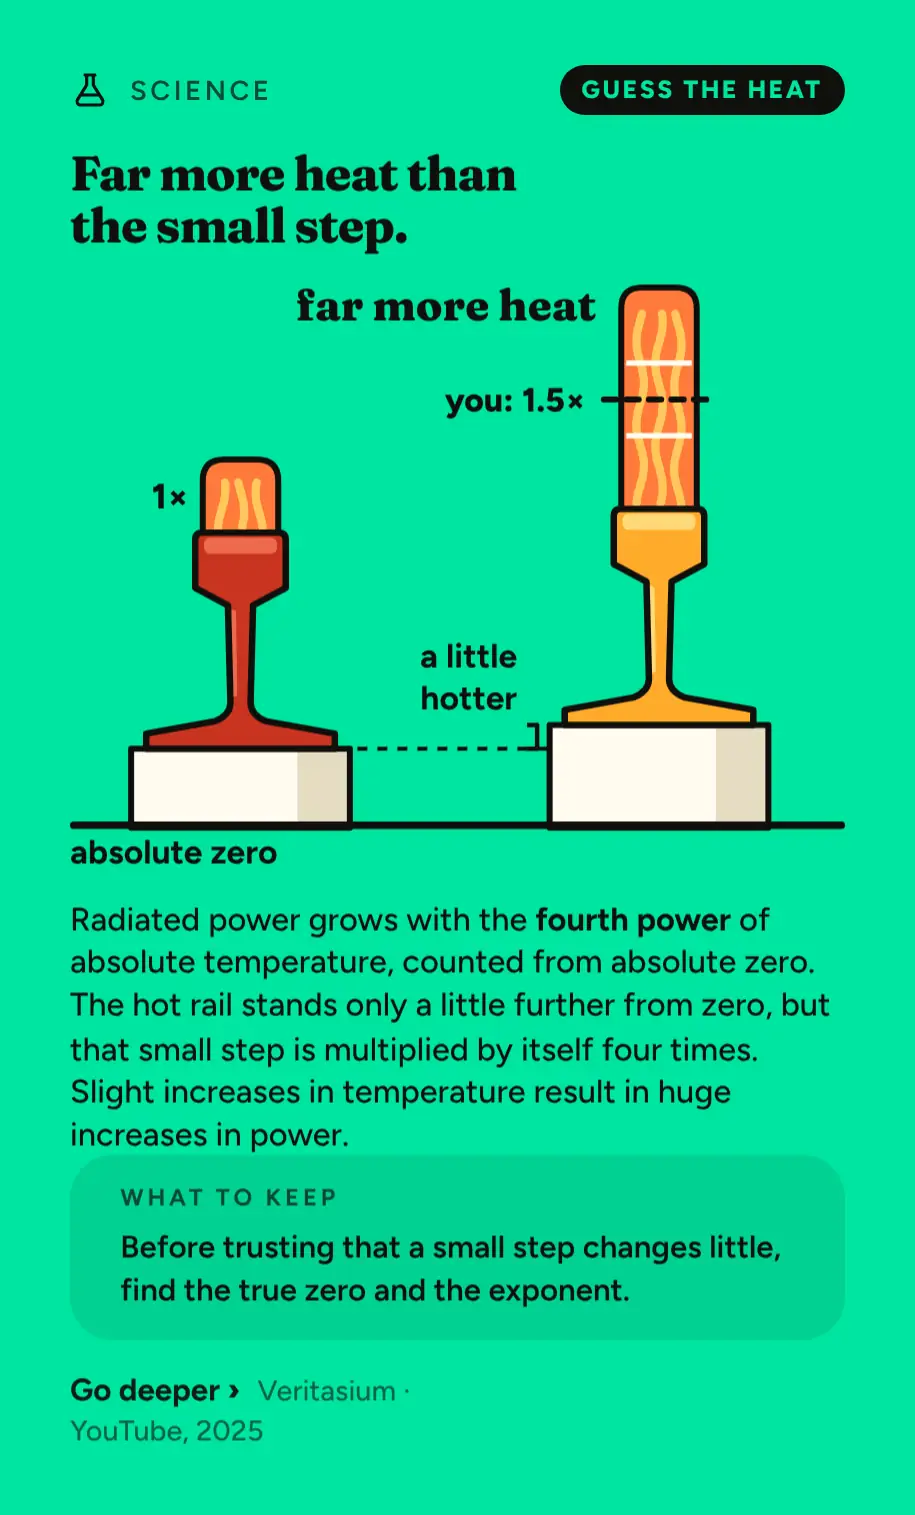 SCIENCE
GUESS THE HEAT
Far more heat than
the small step.
far more heat
you: 1.5×
1×
a little
hotter
absolute zero
Radiated power grows with the fourth power of
absolute temperature, counted from absolute zero.
The hot rail stands only a little further from zero, but
that small step is multiplied by itself four times.
Slight increases in temperature result in huge
increases in power.
WHAT TO KEEP
Before trusting that a small step changes little,
find the true zero and the exponent.
Go deeper › Veritasium ·
YouTube, 2025